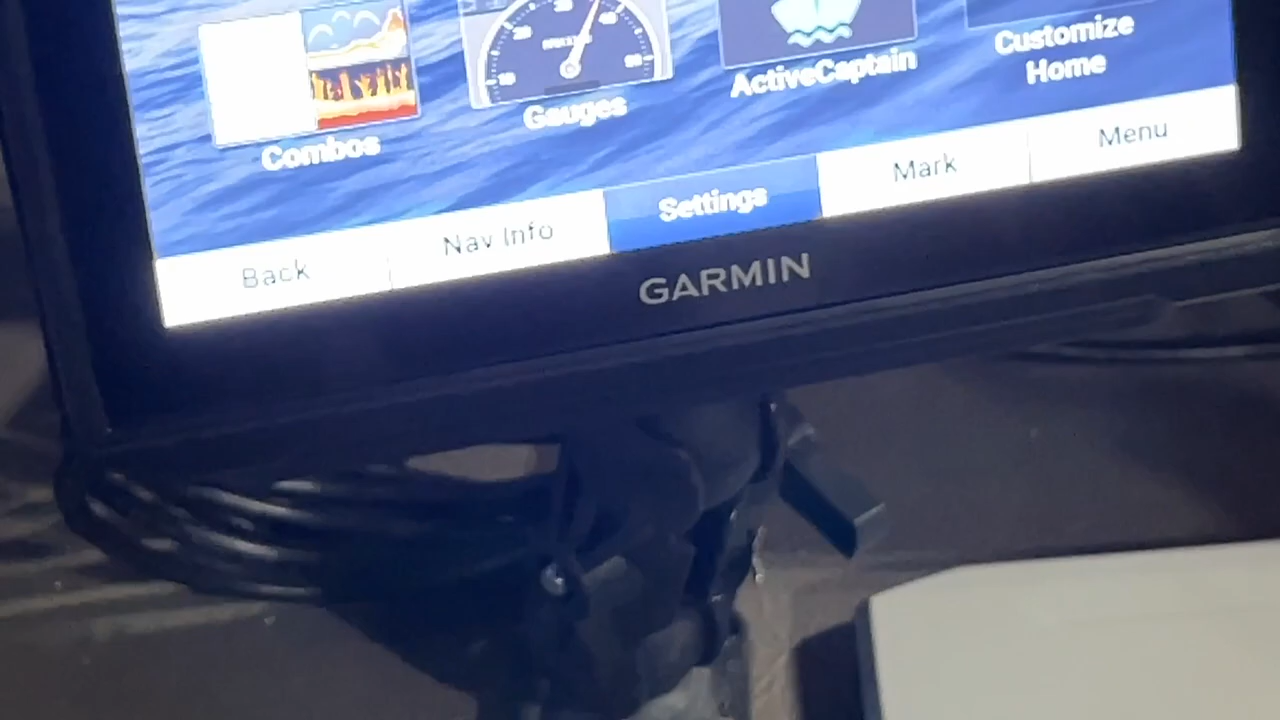 Customize
Home
ActiveCaptain
Gauges
Combos
Back
Nav Info
Settings
Mark
Menu
GARMIN